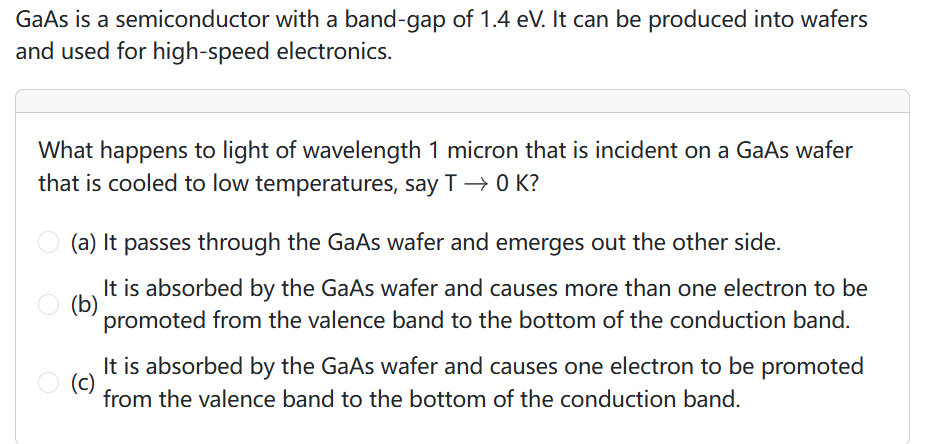 GaAs is a semiconductor with a band-gap of 1.4 eV. It can be produced into wafers
and used for high-speed electronics.
What happens to light of wavelength 1 micron that is incident on a GaAs wafer
that is cooled to low temperatures, say T → 0 K?
(a) It passes through the GaAs wafer and emerges out the other side.
(b) It is absorbed by the GaAs wafer and causes more than one electron to be
promoted from the valence band to the bottom of the conduction band.
(c) It is absorbed by the GaAs wafer and causes one electron to be promoted
from the valence band to the bottom of the conduction band.